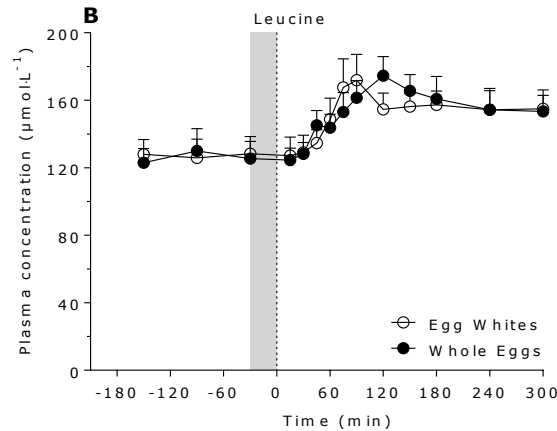 B
Leucine
Plasma concentration (µmol·L⁻¹)
200
160
120
80
40
0
-180 -120 -60 0 60 120 180 240 300
Time (min)
Egg Whites
Whole Eggs